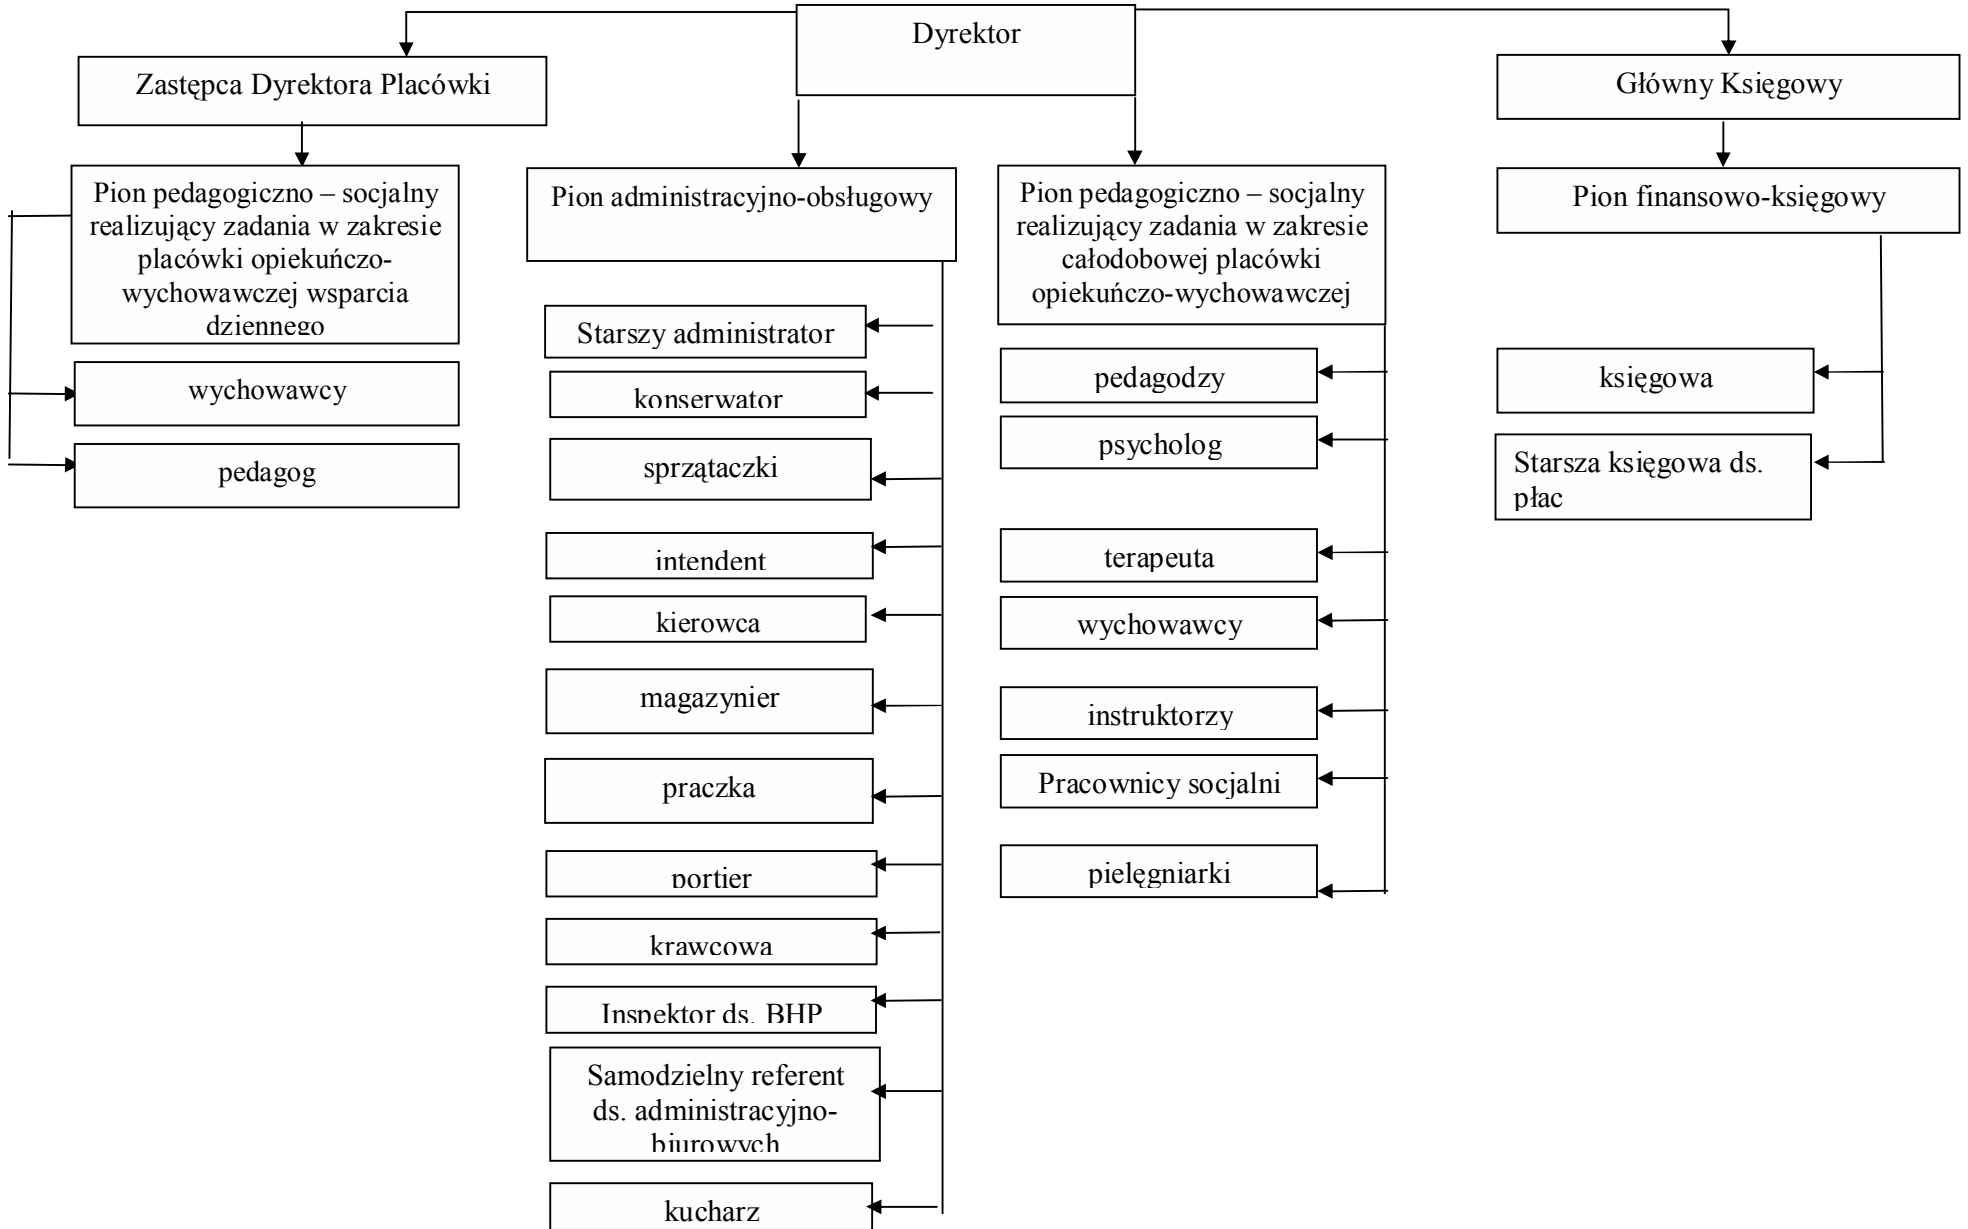 Dyrektor
Zastępca Dyrektora Placówki
Główny Księgowy
Pion pedagogiczno – socjalny
realizujący zadania w zakresie
placówki opiekuńczo-
wychowawczej wsparcia
dziennego
wychowawcy
pedagog
Pion administracyjno-obsługowy
Starszy administrator
konserwator
sprzątaczki
intendent
kierowca
magazynier
praczka
portier
krawcowa
Inspektor ds. BHP
Samodzielny referent
ds. administracyjno-
biurowych
kucharz
Pion pedagogiczno – socjalny
realizujący zadania w zakresie
całodobowej placówki
opiekuńczo-wychowawczej
pedagodzy
psycholog
terapeuta
wychowawcy
instruktorzy
Pracownicy socjalni
pielęgniarki
Pion finansowo-księgowy
księgowa
Starsza księgowa ds.
płac